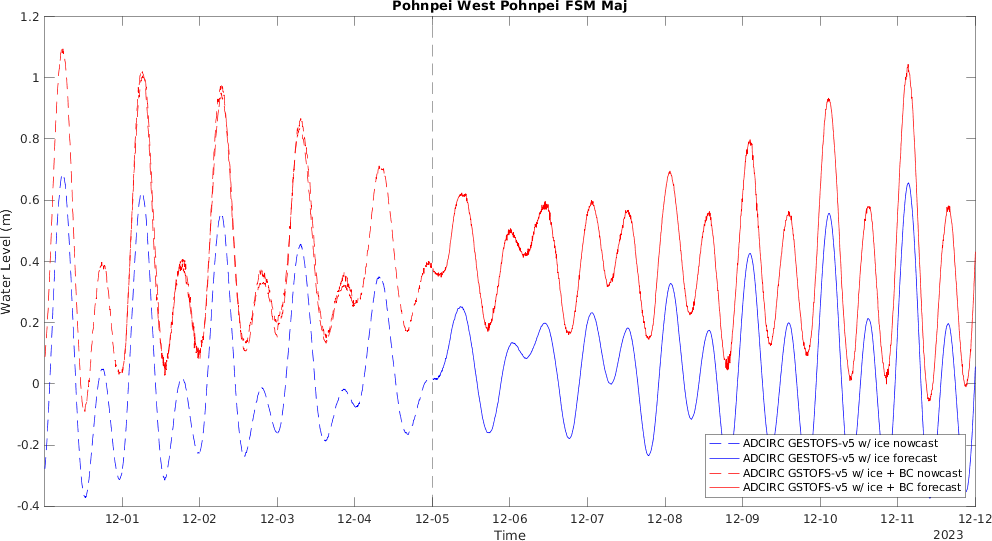 Pohnpei West Pohnpei FSM Maj
1.2
1
0.8
0.6
0.4
0.2
0
-0.2
-0.4
Water Level (m)
12-01 12-02 12-03 12-04 12-05 12-06 12-07 12-08 12-09 12-10 12-11 12-12
Time
2023
ADCIRC GESTOFS-v5 w/ ice nowcast
ADCIRC GESTOFS-v5 w/ ice forecast
ADCIRC GSTOFS-v5 w/ ice + BC nowcast
ADCIRC GSTOFS-v5 w/ ice + BC forecast